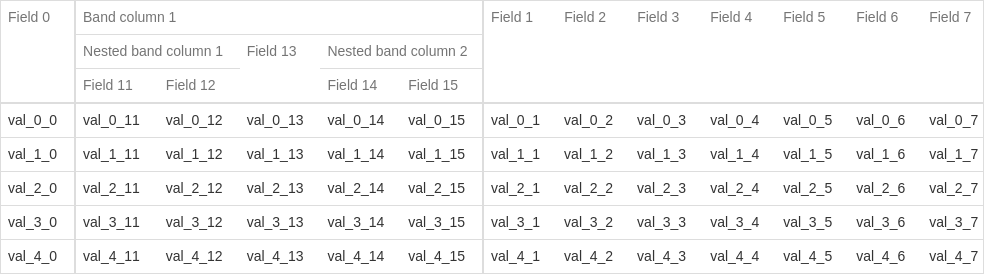 Field 0 Band column 1 Field 1 Field 2 Field 3 Field 4 Field 5 Field 6 Field 7
Nested band column 1 Field 13 Nested band column 2
Field 11 Field 12 Field 14 Field 15
val_0_0 val_0_11 val_0_12 val_0_13 val_0_14 val_0_15 val_0_1 val_0_2 val_0_3 val_0_4 val_0_5 val_0_6 val_0_7
val_1_0 val_1_11 val_1_12 val_1_13 val_1_14 val_1_15 val_1_1 val_1_2 val_1_3 val_1_4 val_1_5 val_1_6 val_1_7
val_2_0 val_2_11 val_2_12 val_2_13 val_2_14 val_2_15 val_2_1 val_2_2 val_2_3 val_2_4 val_2_5 val_2_6 val_2_7
val_3_0 val_3_11 val_3_12 val_3_13 val_3_14 val_3_15 val_3_1 val_3_2 val_3_3 val_3_4 val_3_5 val_3_6 val_3_7
val_4_0 val_4_11 val_4_12 val_4_13 val_4_14 val_4_15 val_4_1 val_4_2 val_4_3 val_4_4 val_4_5 val_4_6 val_4_7